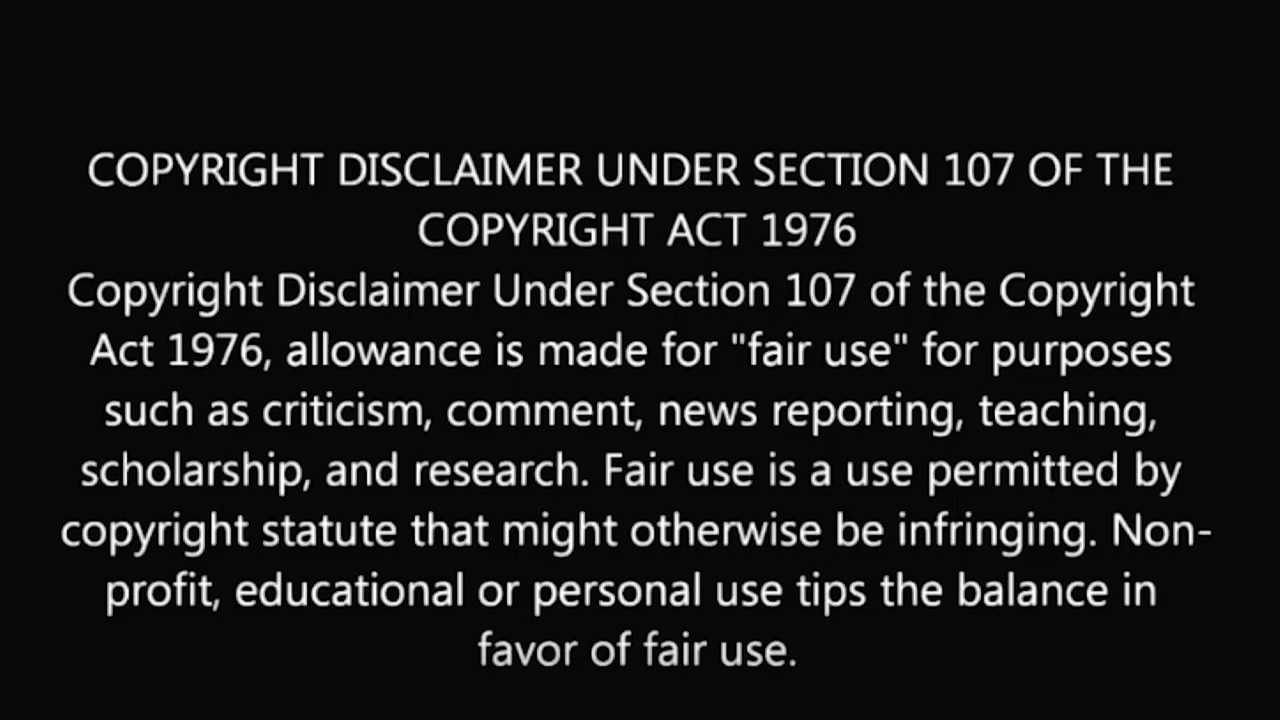 COPYRIGHT DISCLAIMER UNDER SECTION 107 OF THE
COPYRIGHT ACT 1976
Copyright Disclaimer Under Section 107 of the Copyright
Act 1976, allowance is made for "fair use" for purposes
such as criticism, comment, news reporting, teaching,
scholarship, and research. Fair use is a use permitted by
copyright statute that might otherwise be infringing. Non-
profit, educational or personal use tips the balance in
favor of fair use.